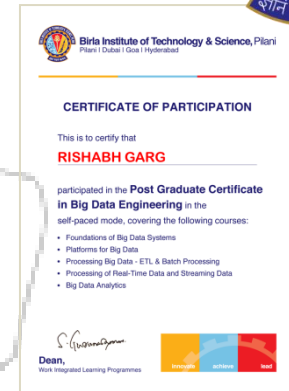 ज्ञान
Birla Institute of Technology & Science, Pilani
Pilani I Dubai I Goa I Hyderabad
CERTIFICATE OF PARTICIPATION
This is to certify that
RISHABH GARG
participated in the Post Graduate Certificate
in Big Data Engineering in the
self-paced mode, covering the following courses:
• Foundations of Big Data Systems
• Platforms for Big Data
• Processing Big Data - ETL & Batch Processing
• Processing of Real-Time Data and Streaming Data
• Big Data Analytics
Dean,
Work Integrated Learning Programmes
innovate achieve lead